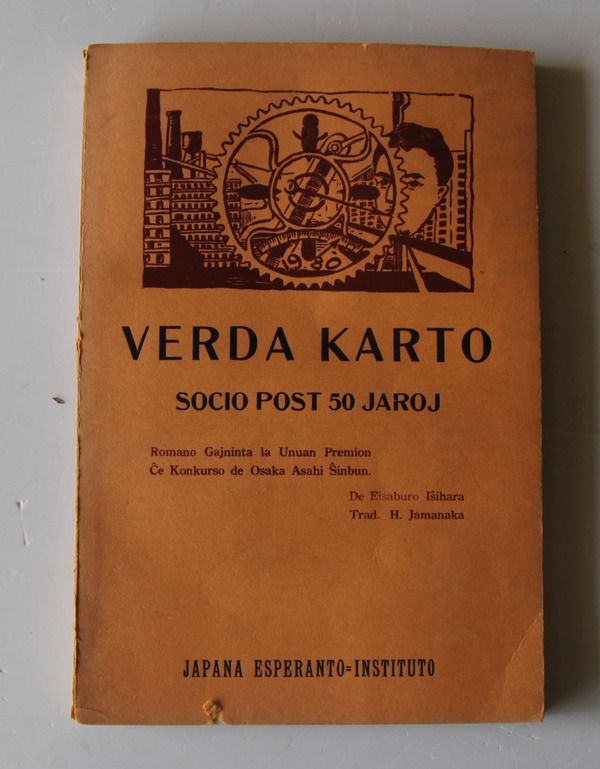 1980
VERDA KARTO
SOCIO POST 50 JAROJ
Romano Gajninta la Unuan Premion
Ĉe Konkurso de Osaka Asahi Ŝinbun.
De Eisaburo Iŝihara
Trad. H. Jamanaka
JAPANA ESPERANTO=INSTITUTO